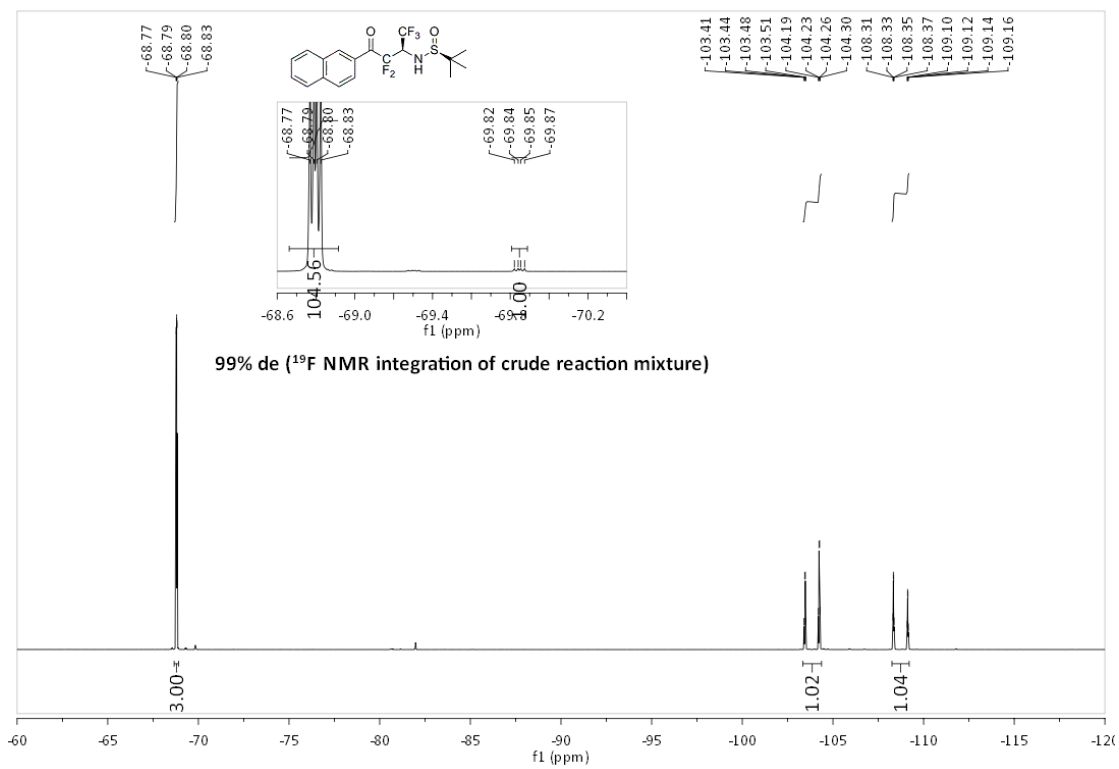 -68.77
-68.79
-68.80
-68.83
-103.41
-103.44
-103.48
-103.51
-104.19
-104.23
-104.26
-104.30
-108.31
-108.33
-108.35
-108.37
-109.10
-109.12
-109.14
-109.16
O
CF3
O
S
F2
N
H
-68.77
-68.79
-68.80
-68.83
-69.82
-69.84
-69.85
-69.87
104.56
1.00
-68.6 -69.0 -69.4 -69.8 -70.2
f1 (ppm)
99% de (19F NMR integration of crude reaction mixture)
3.00
1.02
1.04
-60 -65 -70 -75 -80 -85 -90 -95 -100 -105 -110 -115 -120
f1 (ppm)